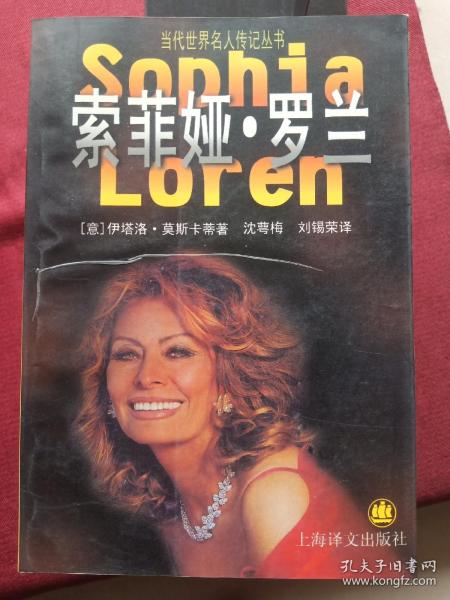 当代世界名人传记丛书
Sophia
索菲娅·罗兰
Loren
[意]伊塔洛·莫斯卡蒂著 沈萼梅 刘锡荣译
上海译文出版社
孔夫子旧书网
www.kongfz.com